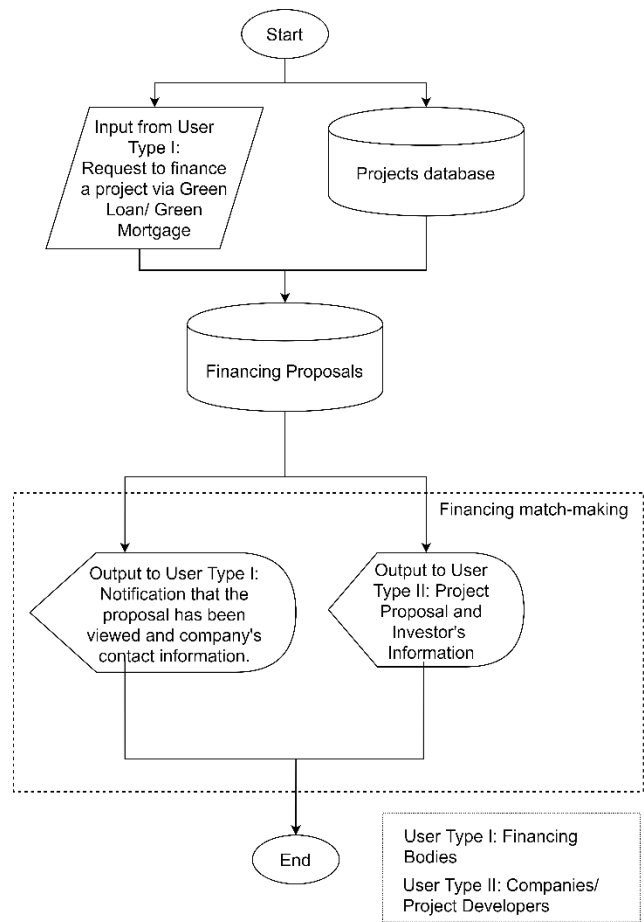 Start
Input from User
Type I:
Request to finance
a project via Green
Loan/ Green
Mortgage
Projects database
Financing Proposals
Financing match-making
Output to User Type I:
Notification that the
proposal has been
viewed and company's
contact information.
Output to User
Type II: Project
Proposal and
Investor's
Information
End
User Type I: Financing
Bodies
User Type II: Companies/
Project Developers